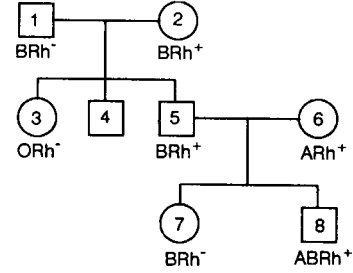 1 2
BRh⁻ BRh⁺
3 4 5 6
ORh⁻ BRh⁺ ARh⁺
7 8
BRh⁻ ABRh⁺